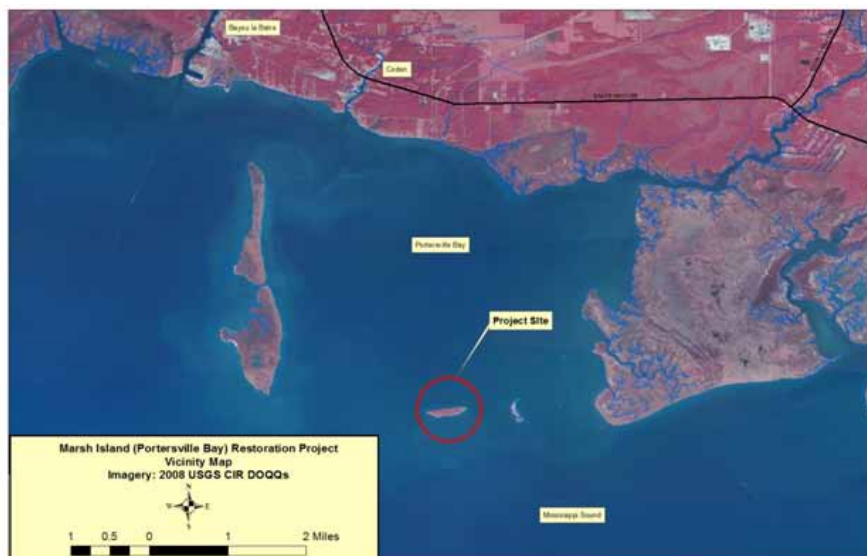 Bayou la Batre
Coden
Portersville Bay
Project Site
Marsh Island (Portersville Bay) Restoration Project
Vicinity Map
Imagery: 2008 USGS CIR DOQQs
N
W E
S
1 0.5 0 1 2 Miles
Mississippi Sound